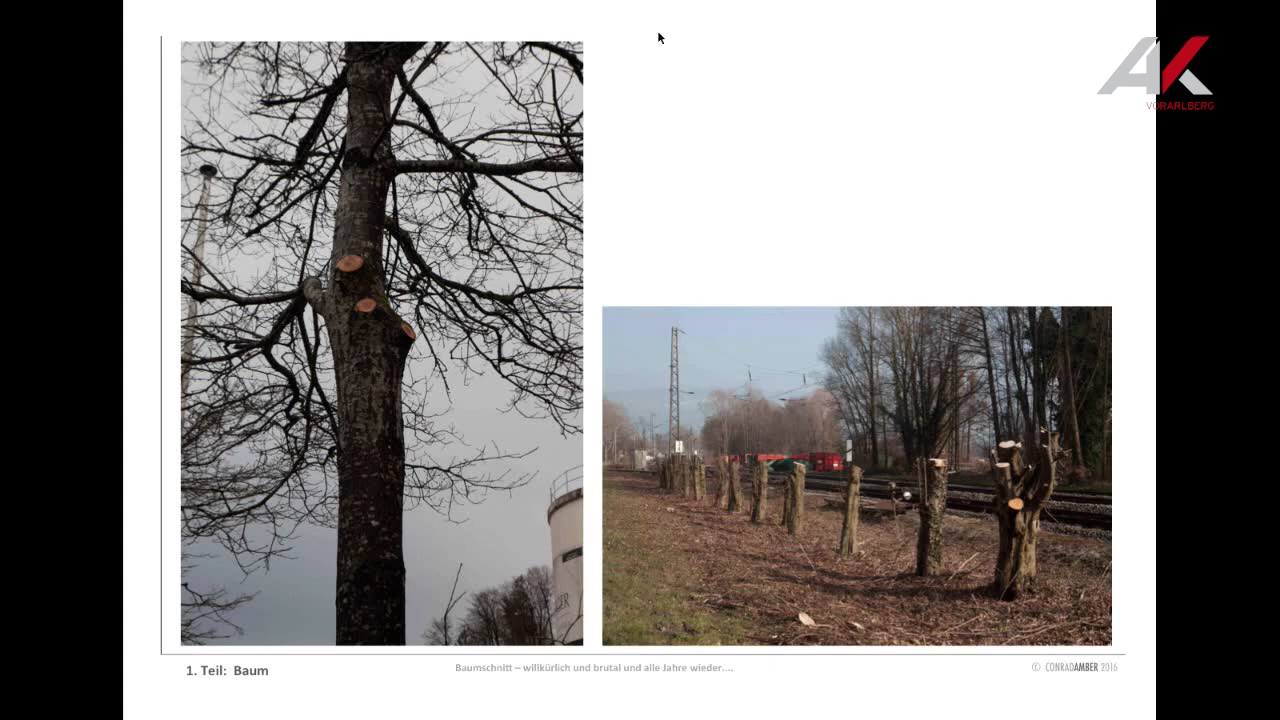 AK
VORARLBERG
1. Teil: Baum
Baumschnitt – willkürlich und brutal und alle Jahre wieder....
© CONRADAMBER 2016